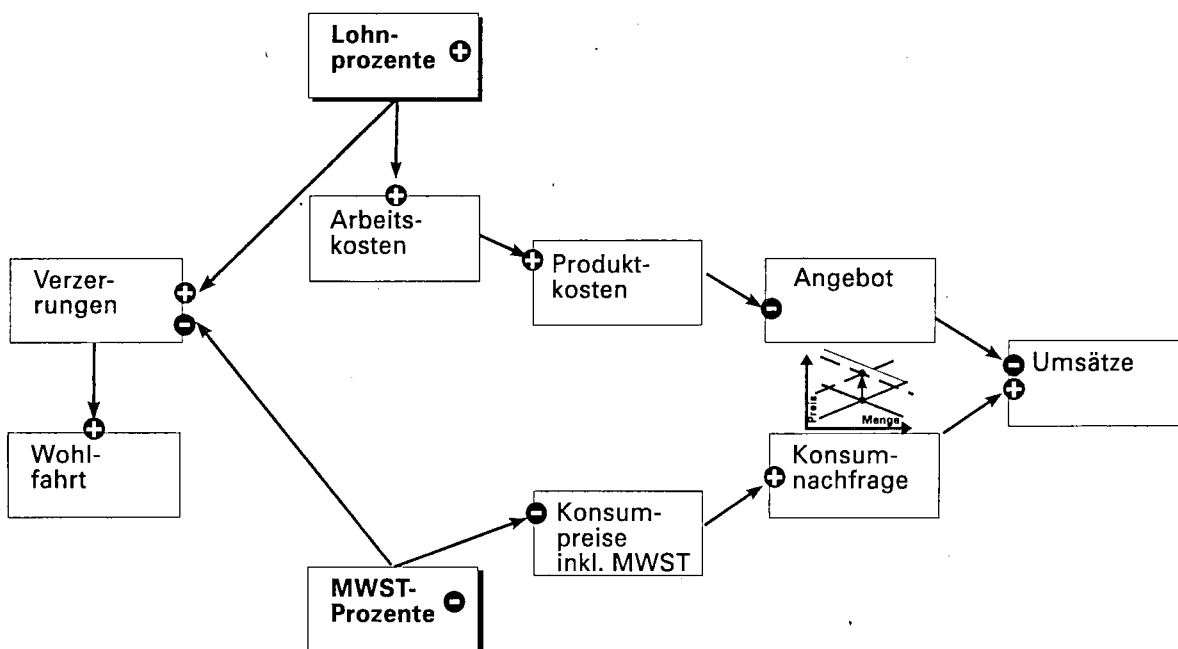 Lohn-
prozente +
+
Arbeits-
kosten
+ Produkt-
kosten
Angebot
-
Verzer-
rungen +
-
- Umsätze
+
Preis
Menge
+
Wohl-
fahrt
Konsum-
+ nachfrage
- Konsum-
preise
inkl. MWST
MWST-
Prozente -